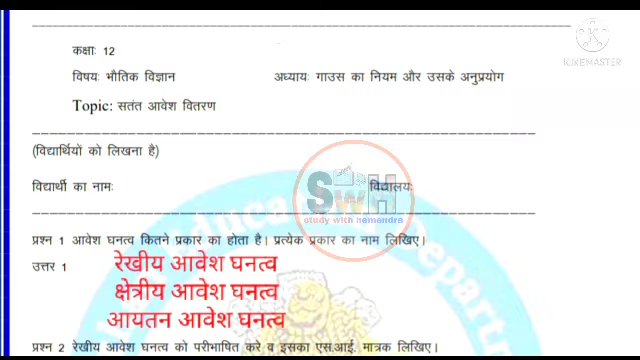 KINEMASTER
कक्षाः 12
विषयः भौतिक विज्ञान अध्यायः गाउस का नियम और उसके अनुप्रयोग
Topic: सतंत आवेश वितरण
(विद्यार्थियों को लिखना है)
विद्यार्थी का नामः विद्यालयः
SWH
study with hemendra
प्रश्न 1 आवेश घनत्व कितने प्रकार का होता है। प्रत्येक प्रकार का नाम लिखिए।
उत्तर 1 रेखीय आवेश घनत्व
क्षेत्रीय आवेश घनत्व
आयतन आवेश घनत्व
प्रश्न 2 रेखीय आवेश घनत्व को परिभाषित करे व इसका एस.आई. मात्रक लिखिए।